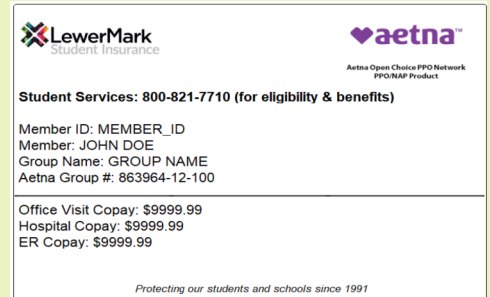 LewerMark
Student Insurance
aetna™
Aetna Open Choice PPO Network
PPO/NAP Product
Student Services: 800-821-7710 (for eligibility & benefits)
Member ID: MEMBER_ID
Member: JOHN DOE
Group Name: GROUP NAME
Aetna Group #: 863964-12-100
Office Visit Copay: $9999.99
Hospital Copay: $9999.99
ER Copay: $9999.99
Protecting our students and schools since 1991